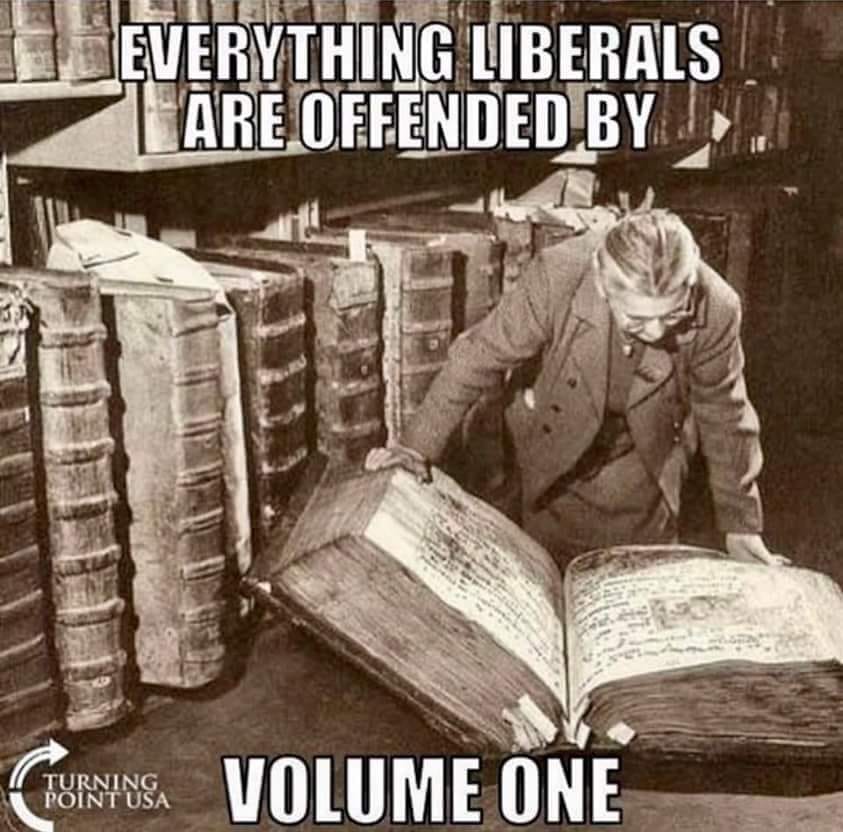 EVERYTHING LIBERALS
ARE OFFENDED BY
TURNING
POINT USA
VOLUME ONE